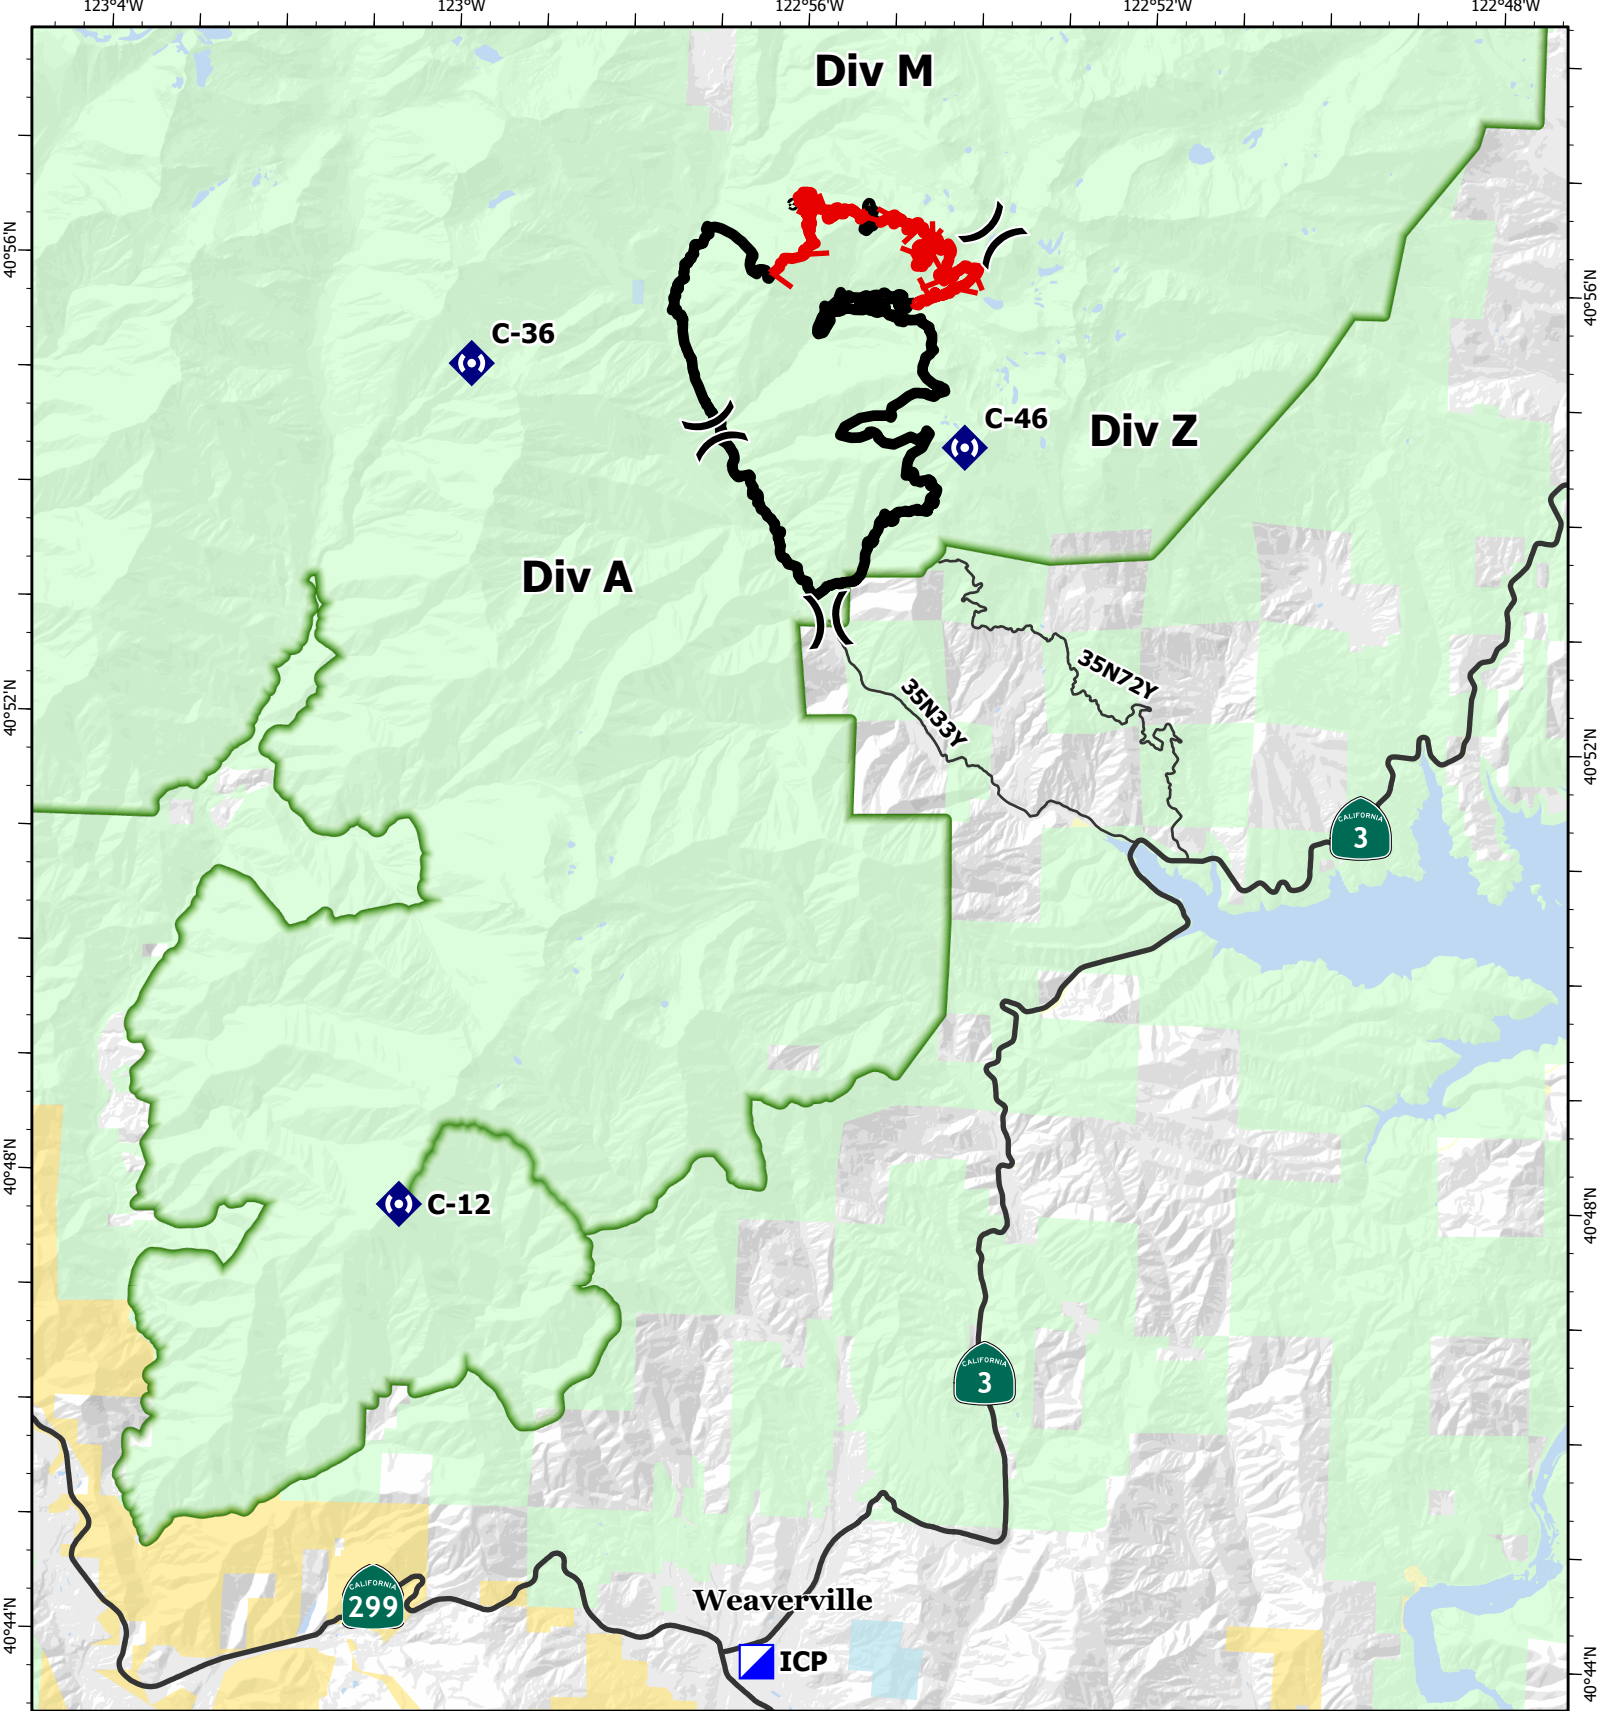 123°4'W
123°W
122°56'W
122°52'W
122°48'W
Div M
40°56'N
40°56'N
C-36
C-46
Div Z
Div A
35N72Y
35N33Y
40°52'N
40°52'N
CALIFORNIA
3
40°48'N
C-12
40°48'N
CALIFORNIA
3
CALIFORNIA
299
Weaverville
40°44'N
ICP
40°44'N